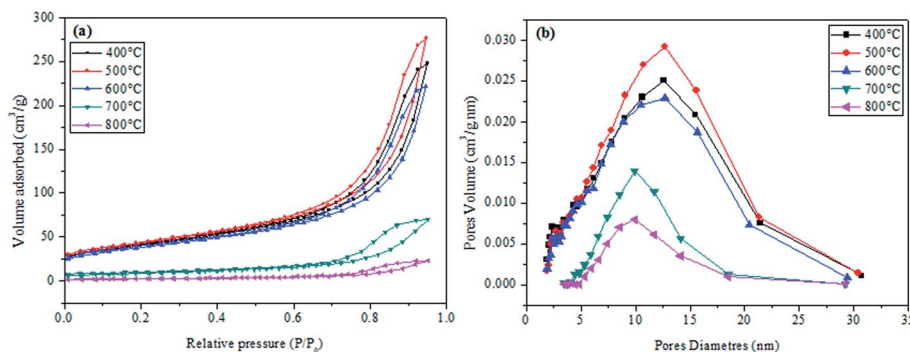 (a)
400°C
500°C
600°C
700°C
800°C
Volume adsorbed (cm³/g)
300
250
200
150
100
50
0
0.0
0.2
0.4
0.6
0.8
1.0
Relative pressure (P/P₀)
(b)
400°C
500°C
600°C
700°C
800°C
Pores Volume (cm³/g nm)
0.030
0.025
0.020
0.015
0.010
0.005
0.000
0
5
10
15
20
25
30
Pores Diametres (nm)